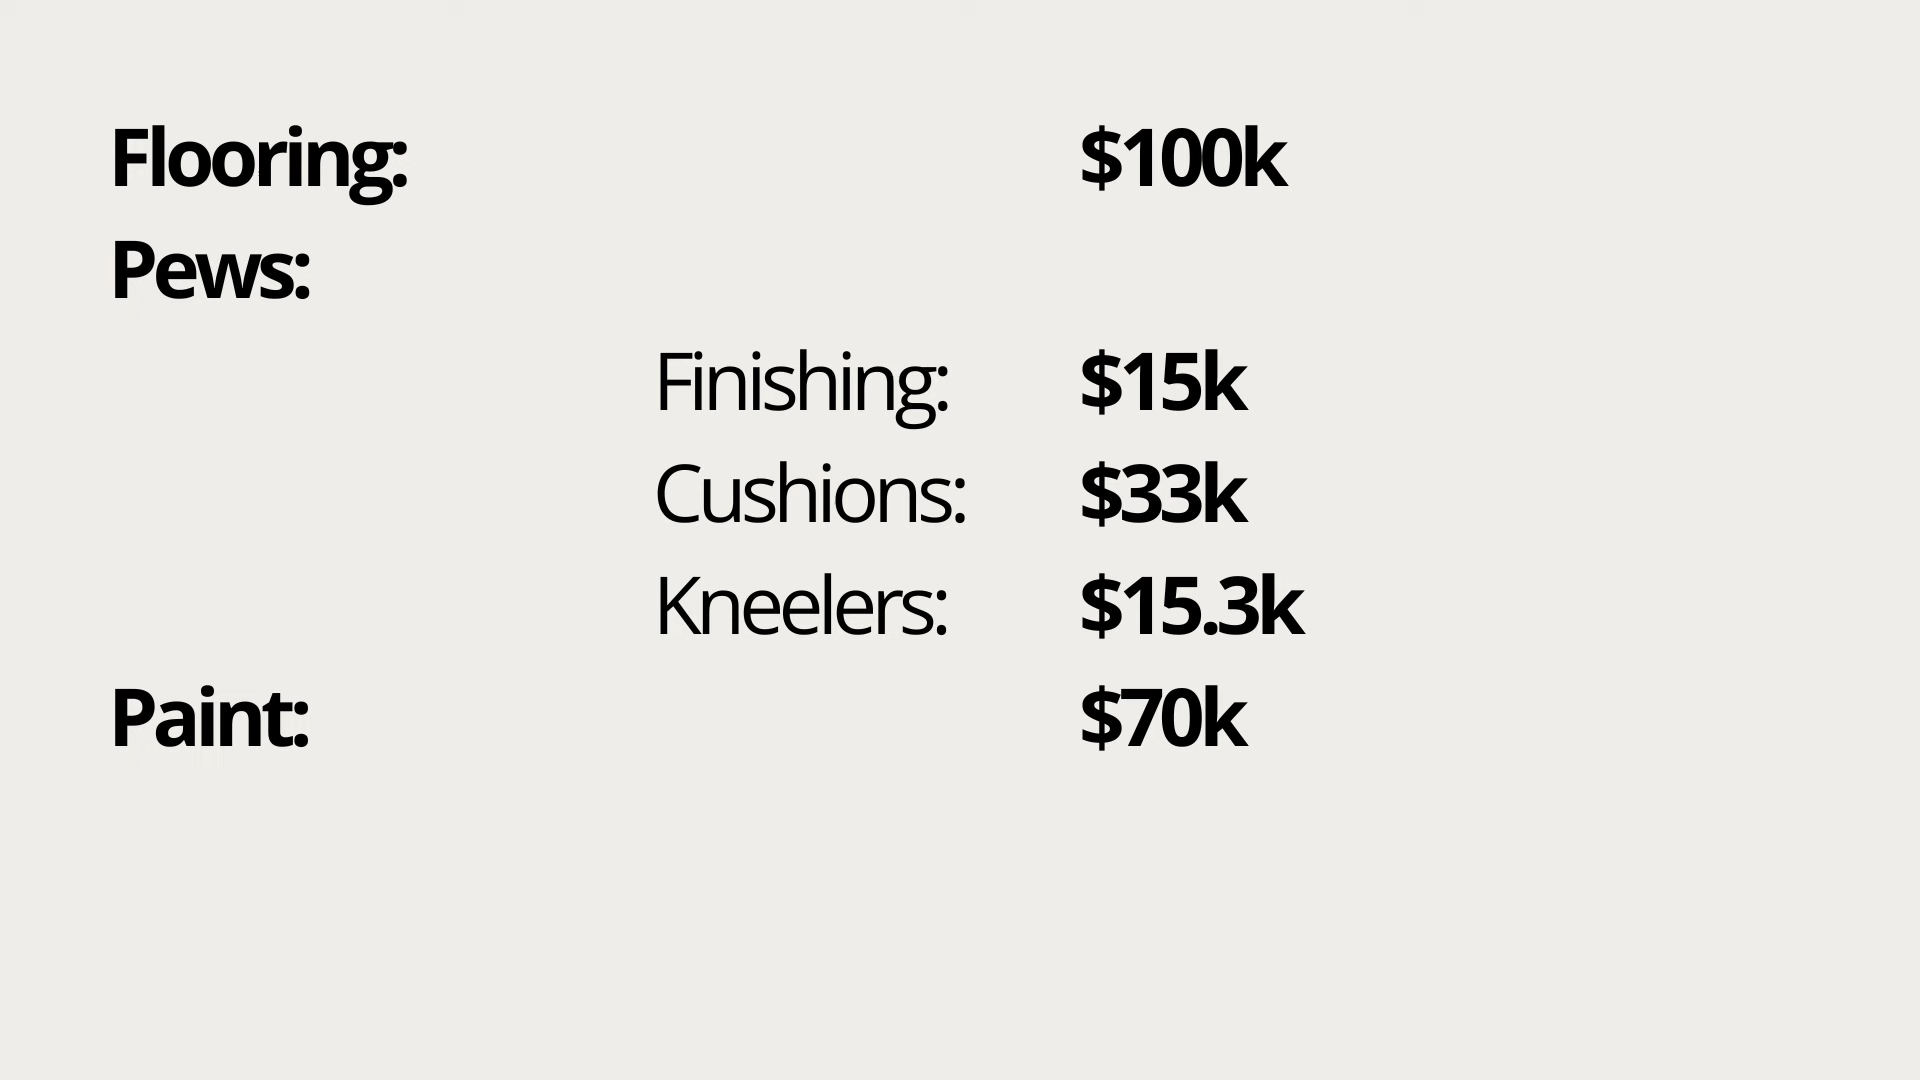 Flooring: $100k
Pews:
Finishing: $15k
Cushions: $33k
Kneelers: $15.3k
Paint: $70k